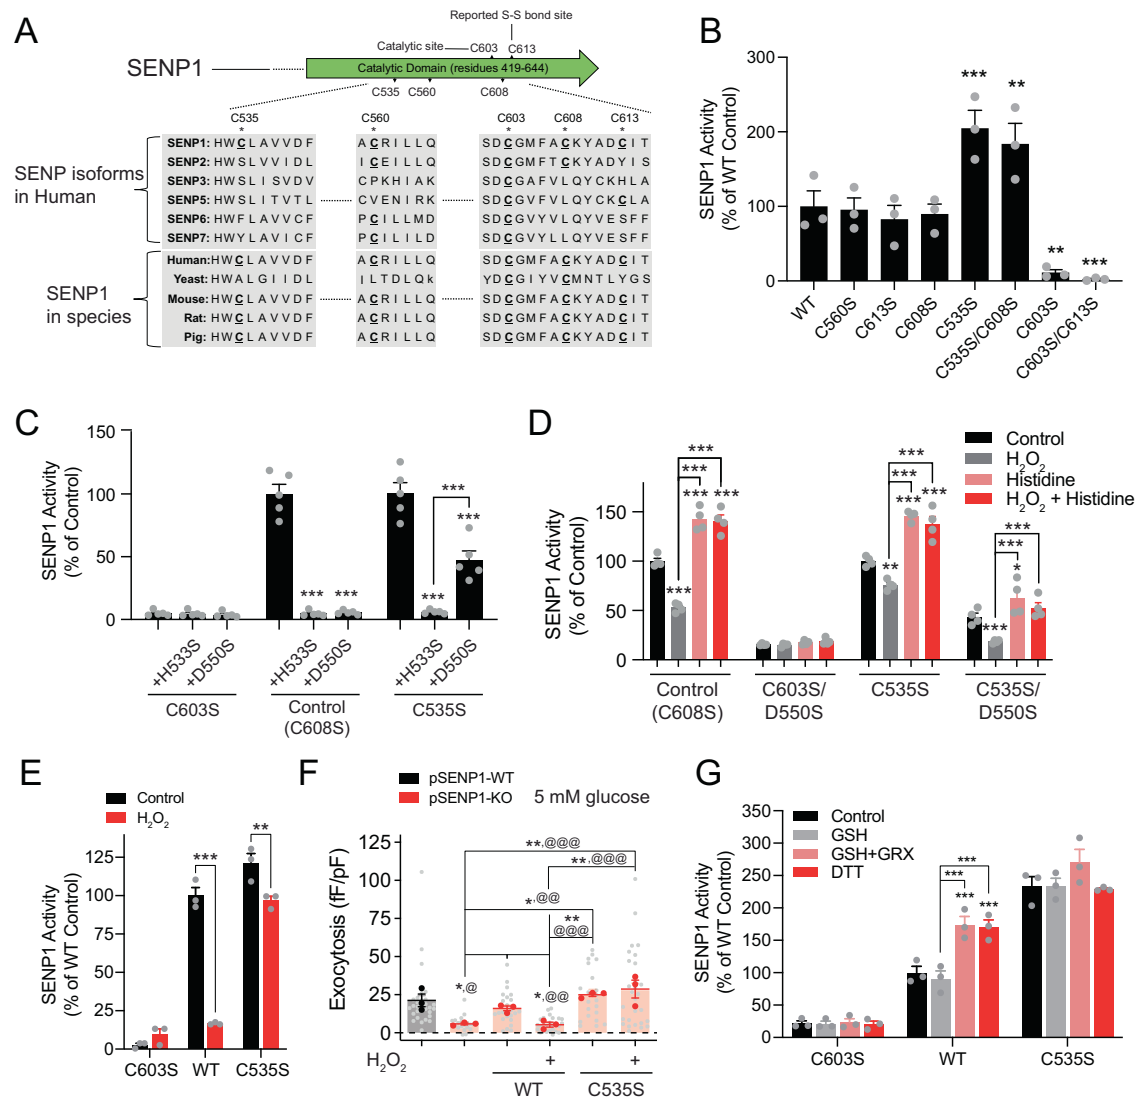 A
Reported S-S bond site
Catalytic site
C603
C613
SENP1
Catalytic Domain (residues 419-644)
C535
C560
C608
C535
C560
C603
C608
C613
* * * * *
SENP isoforms
in Human
SENP1: HWCLAVVDF ACRILLQ SDCGMFACKYADCIT
SENP2: HWSLVVIDL ICEILLQ SDCGMFTCKYADYIS
SENP3: HWSLISVDV CPKHIAK SDCGAFVLQYCKHLA
SENP5: HWSLITVTL CVENIRK SDCGVFVLQYCKCLA
SENP6: HWFLAVVCF PCILLMD SDCGVYVLQYVESFF
SENP7: HWYLAVICF PCILILD SDCGVYLLQYVESFF
SENP1
in species
Human: HWCLAVVDF ACRILLQ SDCGMFACKYADCIT
Yeast: HWALGIIDL ILTDLQk YDCGIYVCMNTLYGS
Mouse: HWCLAVVDF ACRILLQ SDCGMFACKYADCIT
Rat: HWCLAVVDF ACRILLQ SDCGMFACKYADCIT
Pig: HWCLAVVDF ACRILLQ SDCGMFACKYADCIT
B
SENP1 Activity
(% of WT Control)
300
200
100
0
***
**
**
***
WT
C560S
C613S
C608S
C535S
C535S/C608S
C603S
C603S/C613S
C
SENP1 Activity
(% of Control)
150
100
50
0
*** ***
***
***
***
+H533S
+D550S
+H533S
+D550S
+H533S
+D550S
C603S
Control
(C608S)
C535S
D
Control
H2O2
Histidine
H2O2 + Histidine
SENP1 Activity
(% of Control)
150
100
50
0
***
***
*** ***
***
***
***
*** ***
**
***
***
*
***
Control
(C608S)
C603S/
D550S
C535S
C535S/
D550S
E
Control
H2O2
SENP1 Activity
(% of WT Control)
125
100
75
50
25
0
***
**
C603S
WT
C535S
F
pSENP1-WT
pSENP1-KO
5 mM glucose
Exocytosis (fF/pF)
125
100
75
50
25
0
**,@@@
**,@@@
*,@@
**
@@@
*,@
*,@@
H2O2
+
+
WT
C535S
G
Control
GSH
GSH+GRX
DTT
SENP1 Activity
(% of WT Control)
350
300
250
200
150
100
50
0
***
***
***
***
C603S
WT
C535S